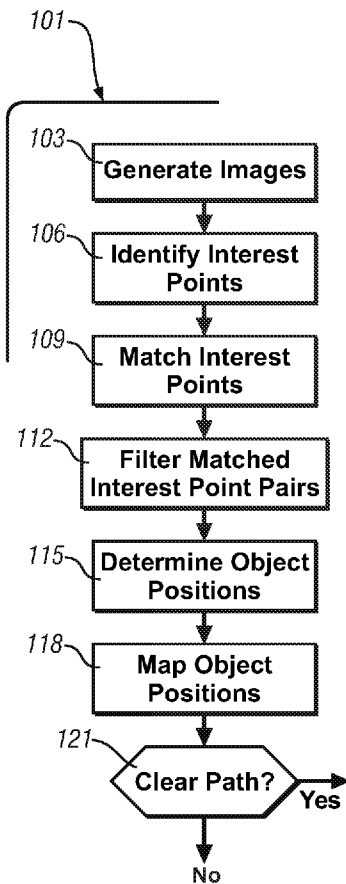 101
103
Generate Images
106
Identify Interest
Points
109
Match Interest
Points
112
Filter Matched
Interest Point Pairs
115
Determine Object
Positions
118
Map Object
Positions
121
Clear Path?
Yes
No